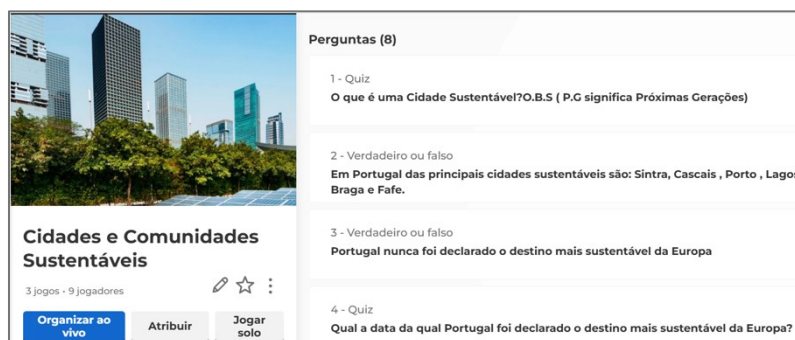 Perguntas (8)
1 - Quiz
O que é uma Cidade Sustentável?O.B.S ( P.G significa Próximas Gerações)
2 - Verdadeiro ou falso
Em Portugal das principais cidades sustentáveis são: Sintra, Cascais , Porto , Lagos
Braga e Fafe.
3 - Verdadeiro ou falso
Portugal nunca foi declarado o destino mais sustentável da Europa
4 - Quiz
Qual a data da qual Portugal foi declarado o destino mais sustentável da Europa?
Cidades e Comunidades
Sustentáveis
3 jogos · 9 jogadores
Organizar ao
vivo
Atribuir
Jogar
solo